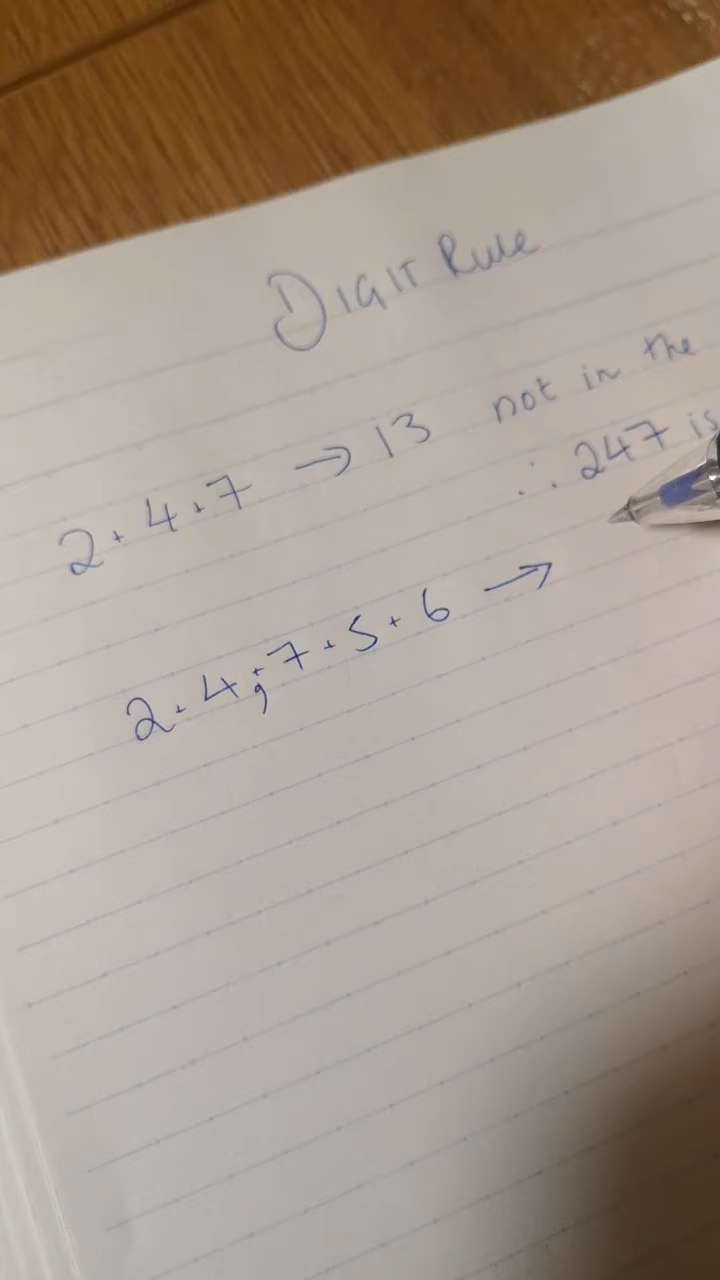 DIGIT Rule
2 + 4 + 7 → 13 not in the
∴ 247 is
2 + 4 + 7 + 5 + 6 →